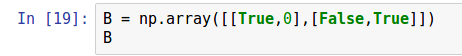 In [19]: B = np.array([[True,0],[False,True]])
B